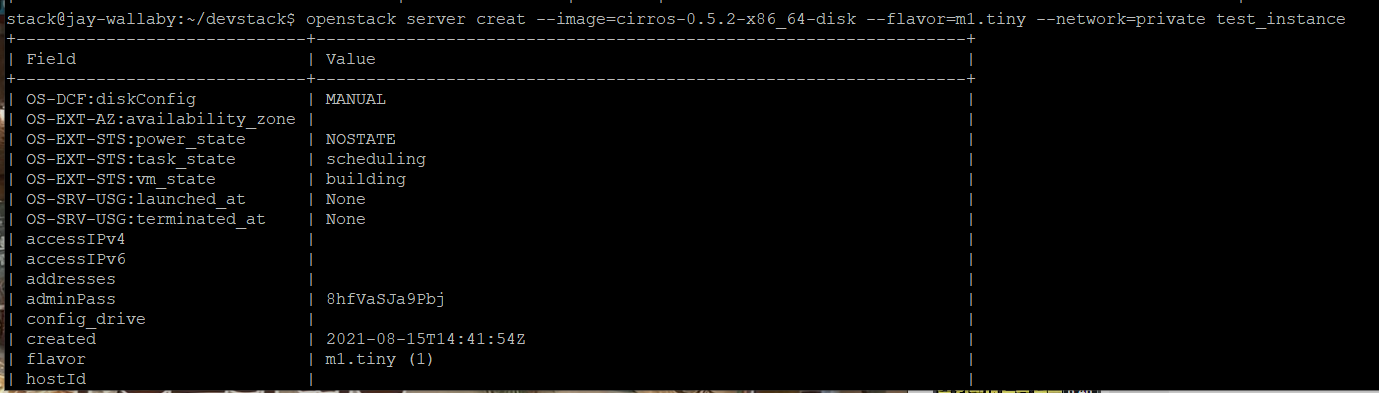 stack@jay-wallaby:~/devstack$ openstack server creat --image=cirros-0.5.2-x86_64-disk --flavor=m1.tiny --network=private test_instance
+-----------------------------+-----------------------------------------------------------------+
| Field                       | Value                                                           |
+-----------------------------+-----------------------------------------------------------------+
| OS-DCF:diskConfig           | MANUAL                                                          |
| OS-EXT-AZ:availability_zone |                                                                 |
| OS-EXT-STS:power_state      | NOSTATE                                                         |
| OS-EXT-STS:task_state       | scheduling                                                      |
| OS-EXT-STS:vm_state         | building                                                        |
| OS-SRV-USG:launched_at      | None                                                            |
| OS-SRV-USG:terminated_at    | None                                                            |
| accessIPv4                  |                                                                 |
| accessIPv6                  |                                                                 |
| addresses                   |                                                                 |
| adminPass                   | 8hfVaSJa9Pbj                                                    |
| config_drive                |                                                                 |
| created                     | 2021-08-15T14:41:54Z                                            |
| flavor                      | m1.tiny (1)                                                     |
| hostId                      |                                                                 |